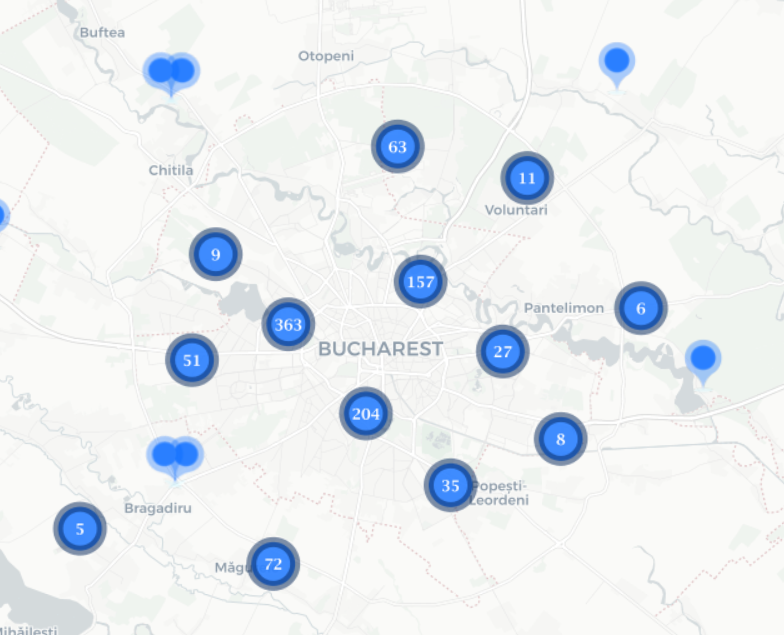 Buftea
Otopeni
63
Chitila
11
Voluntari
9
157
Pantelimon
6
363
BUCHAREST
27
51
204
8
35
Popești-
Leordeni
Bragadiru
5
72